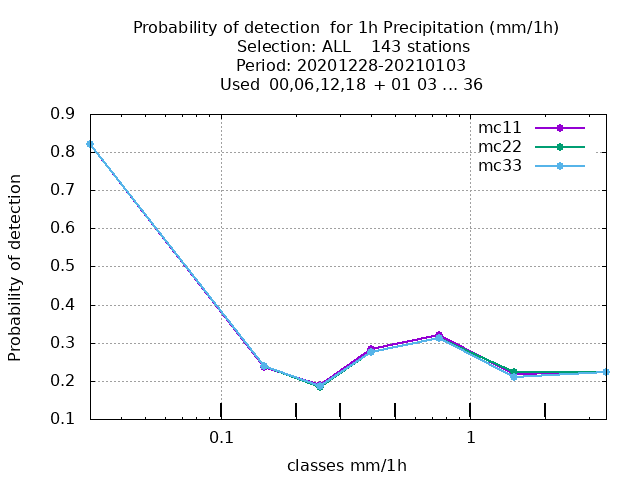 Probability of detection  for 1h Precipitation (mm/1h)
Selection: ALL    143 stations
Period: 20201228-20210103
Used  00,06,12,18  + 01 03 ... 36
mc11
mc22
mc33
0.9
0.8
0.7
0.6
0.5
0.4
0.3
0.2
0.1
Probability of detection
0.1
1
classes mm/1h